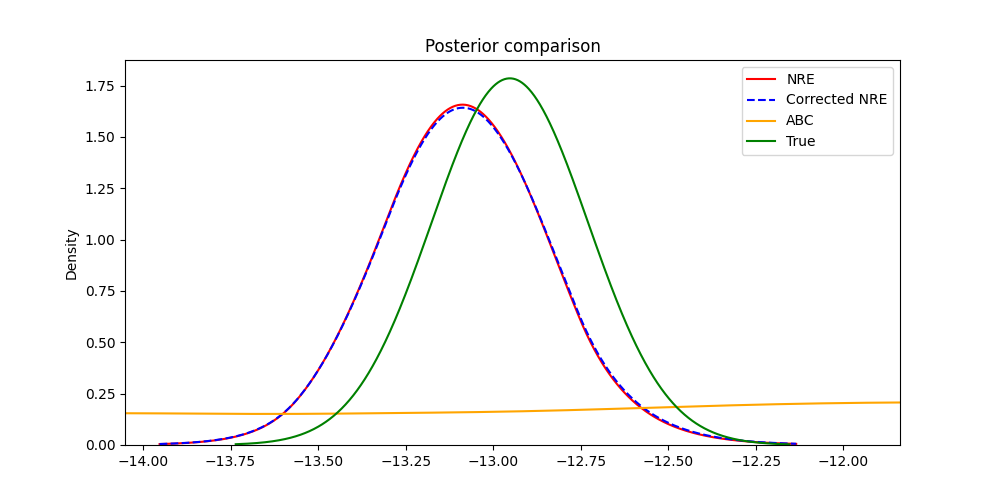 Posterior comparison
NRE
Corrected NRE
ABC
True
Density
1.75
1.50
1.25
1.00
0.75
0.50
0.25
0.00
−14.00 −13.75 −13.50 −13.25 −13.00 −12.75 −12.50 −12.25 −12.00